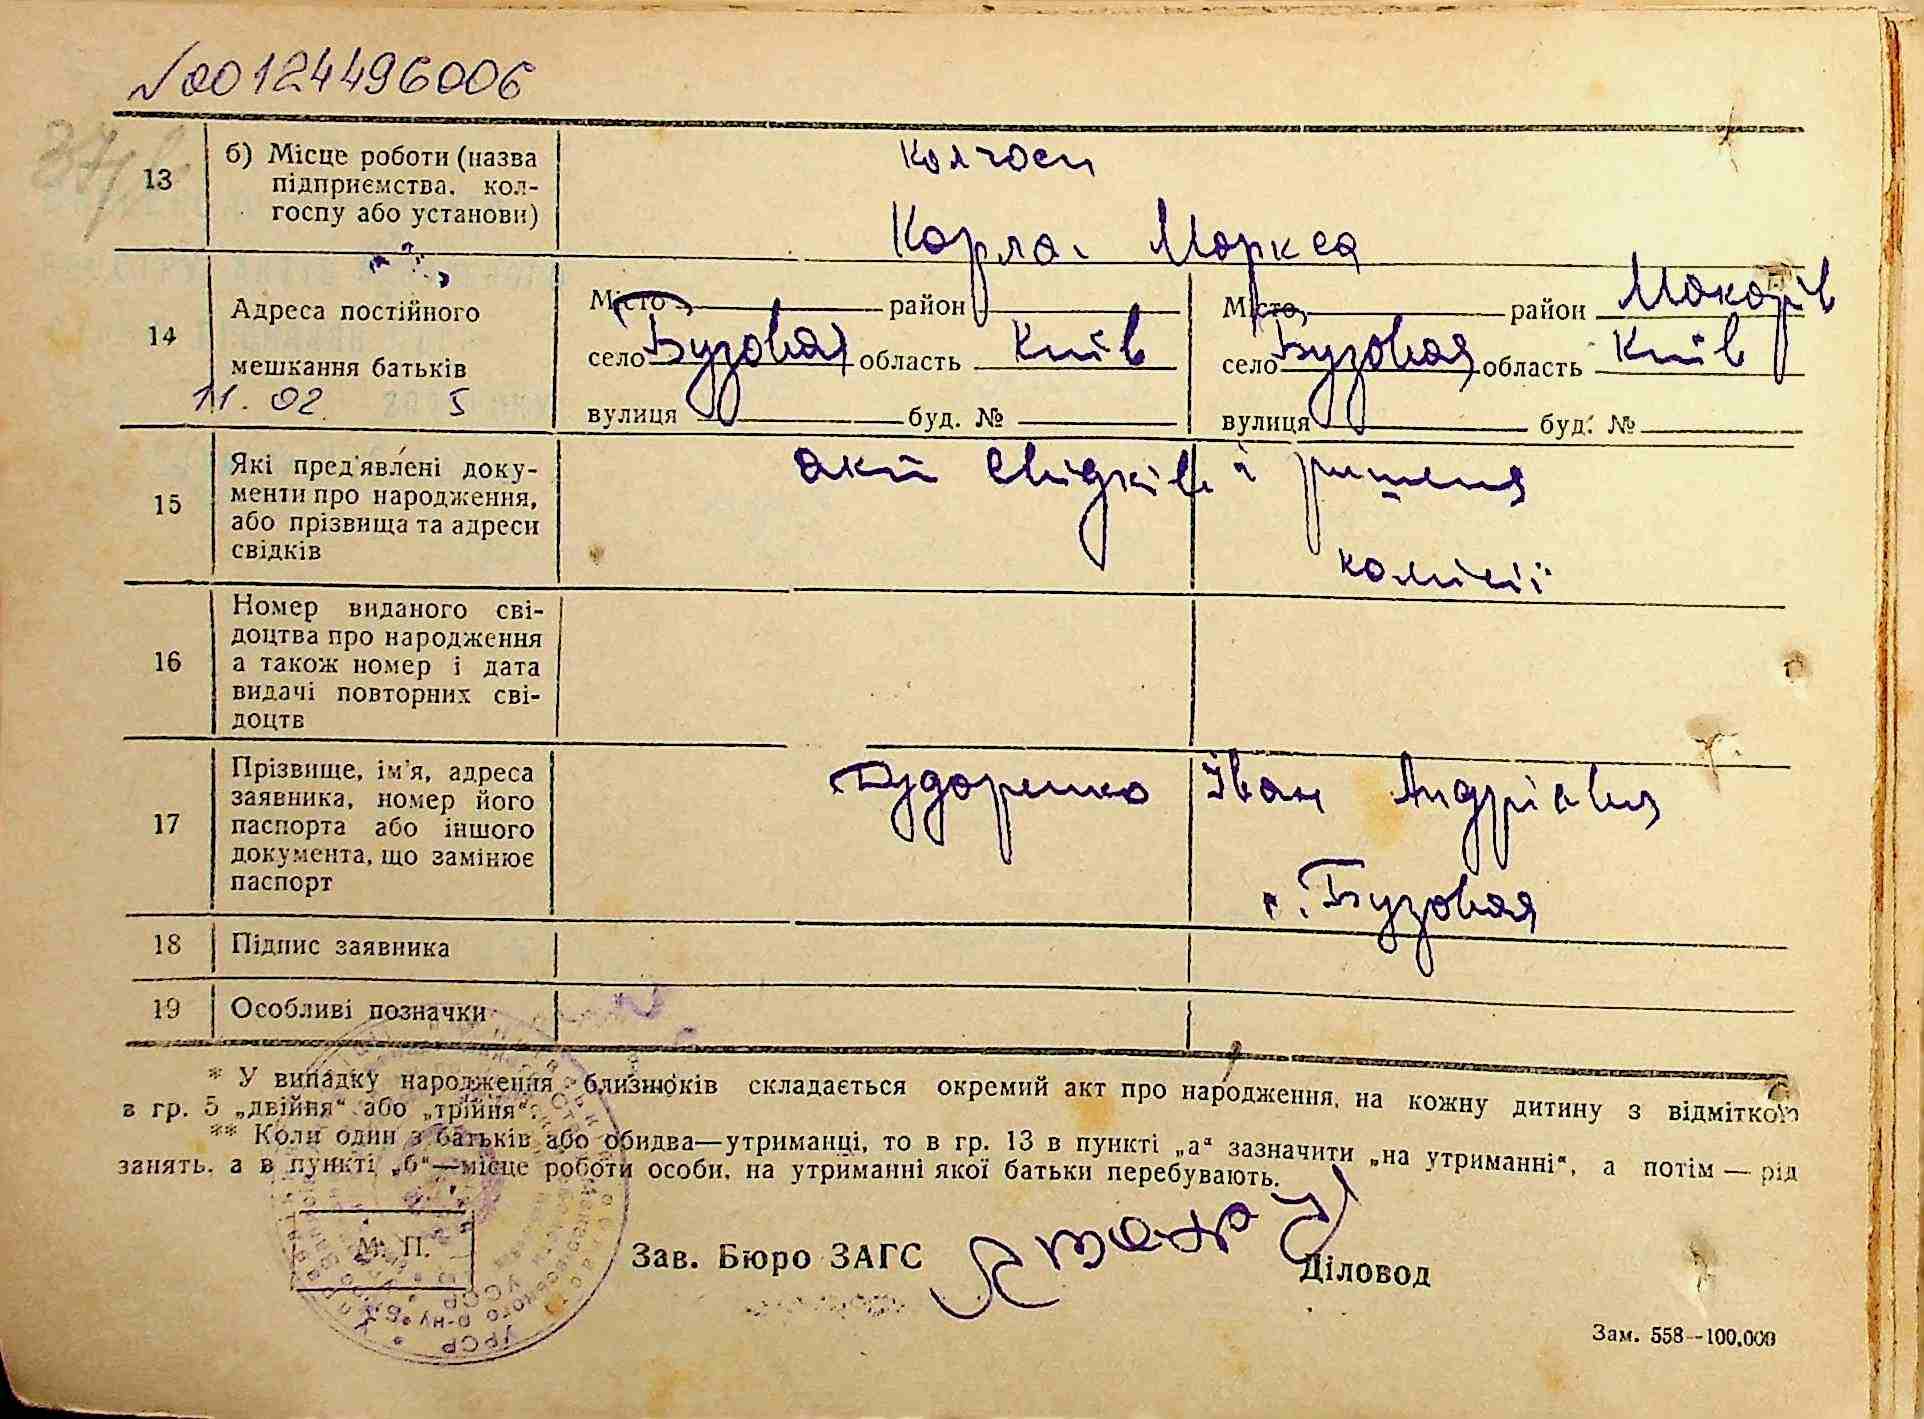 №00124496006
13 б) Місце роботи (назва
підприємства, кол-
госпу або установи)
колгосп
Карла Маркса
14 Адреса постійного
мешкання батьків
11.02 5
Місто район
село Бузовая область Київ
вулиця буд. №
Місто район Макарів
село Бузовая область Київ
вулиця буд. №
15 Які пред'явлені доку-
менти про народження,
або прізвища та адреси
свідків
акт свідків і рішення
комісії
16 Номер виданого сві-
доцтва про народження
а також номер і дата
видачі повторних сві-
доцтв
17 Прізвище, ім'я, адреса
заявника, номер його
паспорта або іншого
документа, що замінює
паспорт
Дудоренко Іван Андрієвич
с. Бузовая
18 Підпис заявника
19 Особливі позначки
* У випадку народження близнюків складається окремий акт про народження, на кожну дитину з відміткою
в гр. 5 „двійня“ або „трійня“.
** Коли один з батьків або обидва—утриманці, то в гр. 13 в пункті „а“ зазначити „на утриманні“, а потім — рід
занять, а в пункті „б“—місце роботи особи, на утриманні якої батьки перебувають.
М. П.
Зав. Бюро ЗАГС
Діловод
Зам. 558—100.000